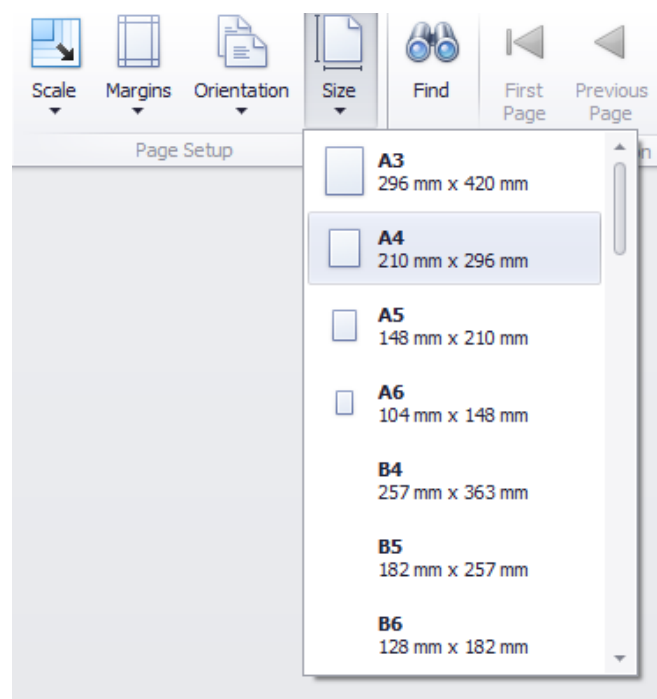 Scale
Margins
Orientation
Size
Find
First
Page
Previous
Page
Page Setup
A3
296 mm x 420 mm
A4
210 mm x 296 mm
A5
148 mm x 210 mm
A6
104 mm x 148 mm
B4
257 mm x 363 mm
B5
182 mm x 257 mm
B6
128 mm x 182 mm